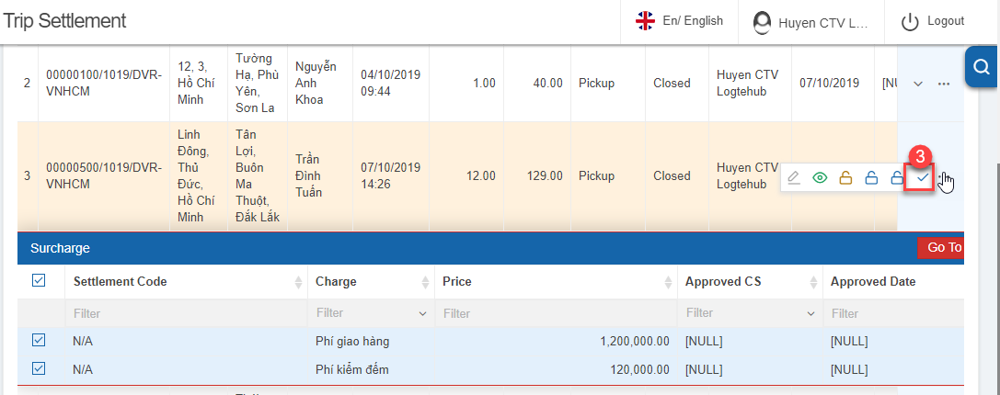 Trip Settlement
En/ English
Huyen CTV L...
Logout
2
00000100/1019/DVR-
VNHCM
12, 3,
Hồ Chí
Minh
Tường
Hạ, Phù
Yên,
Sơn La
Nguyễn
Anh
Khoa
04/10/2019
09:44
1.00
40.00
Pickup
Closed
Huyen CTV
Logtehub
07/10/2019
3
00000500/1019/DVR-
VNHCM
Linh
Đông,
Thủ
Đức,
Hồ Chí
Minh
Tân
Lợi,
Buôn
Ma
Thuột,
Đắk Lắk
Trần
Đình
Tuấn
07/10/2019
14:26
12.00
129.00
Pickup
Closed
Huyen CTV
Logtehub
3
Surcharge
Go To
Settlement Code
Charge
Price
Approved CS
Approved Date
Filter
Filter
Filter
Filter
Filter
N/A
Phí giao hàng
1,200,000.00
[NULL]
[NULL]
N/A
Phí kiểm đếm
120,000.00
[NULL]
[NULL]